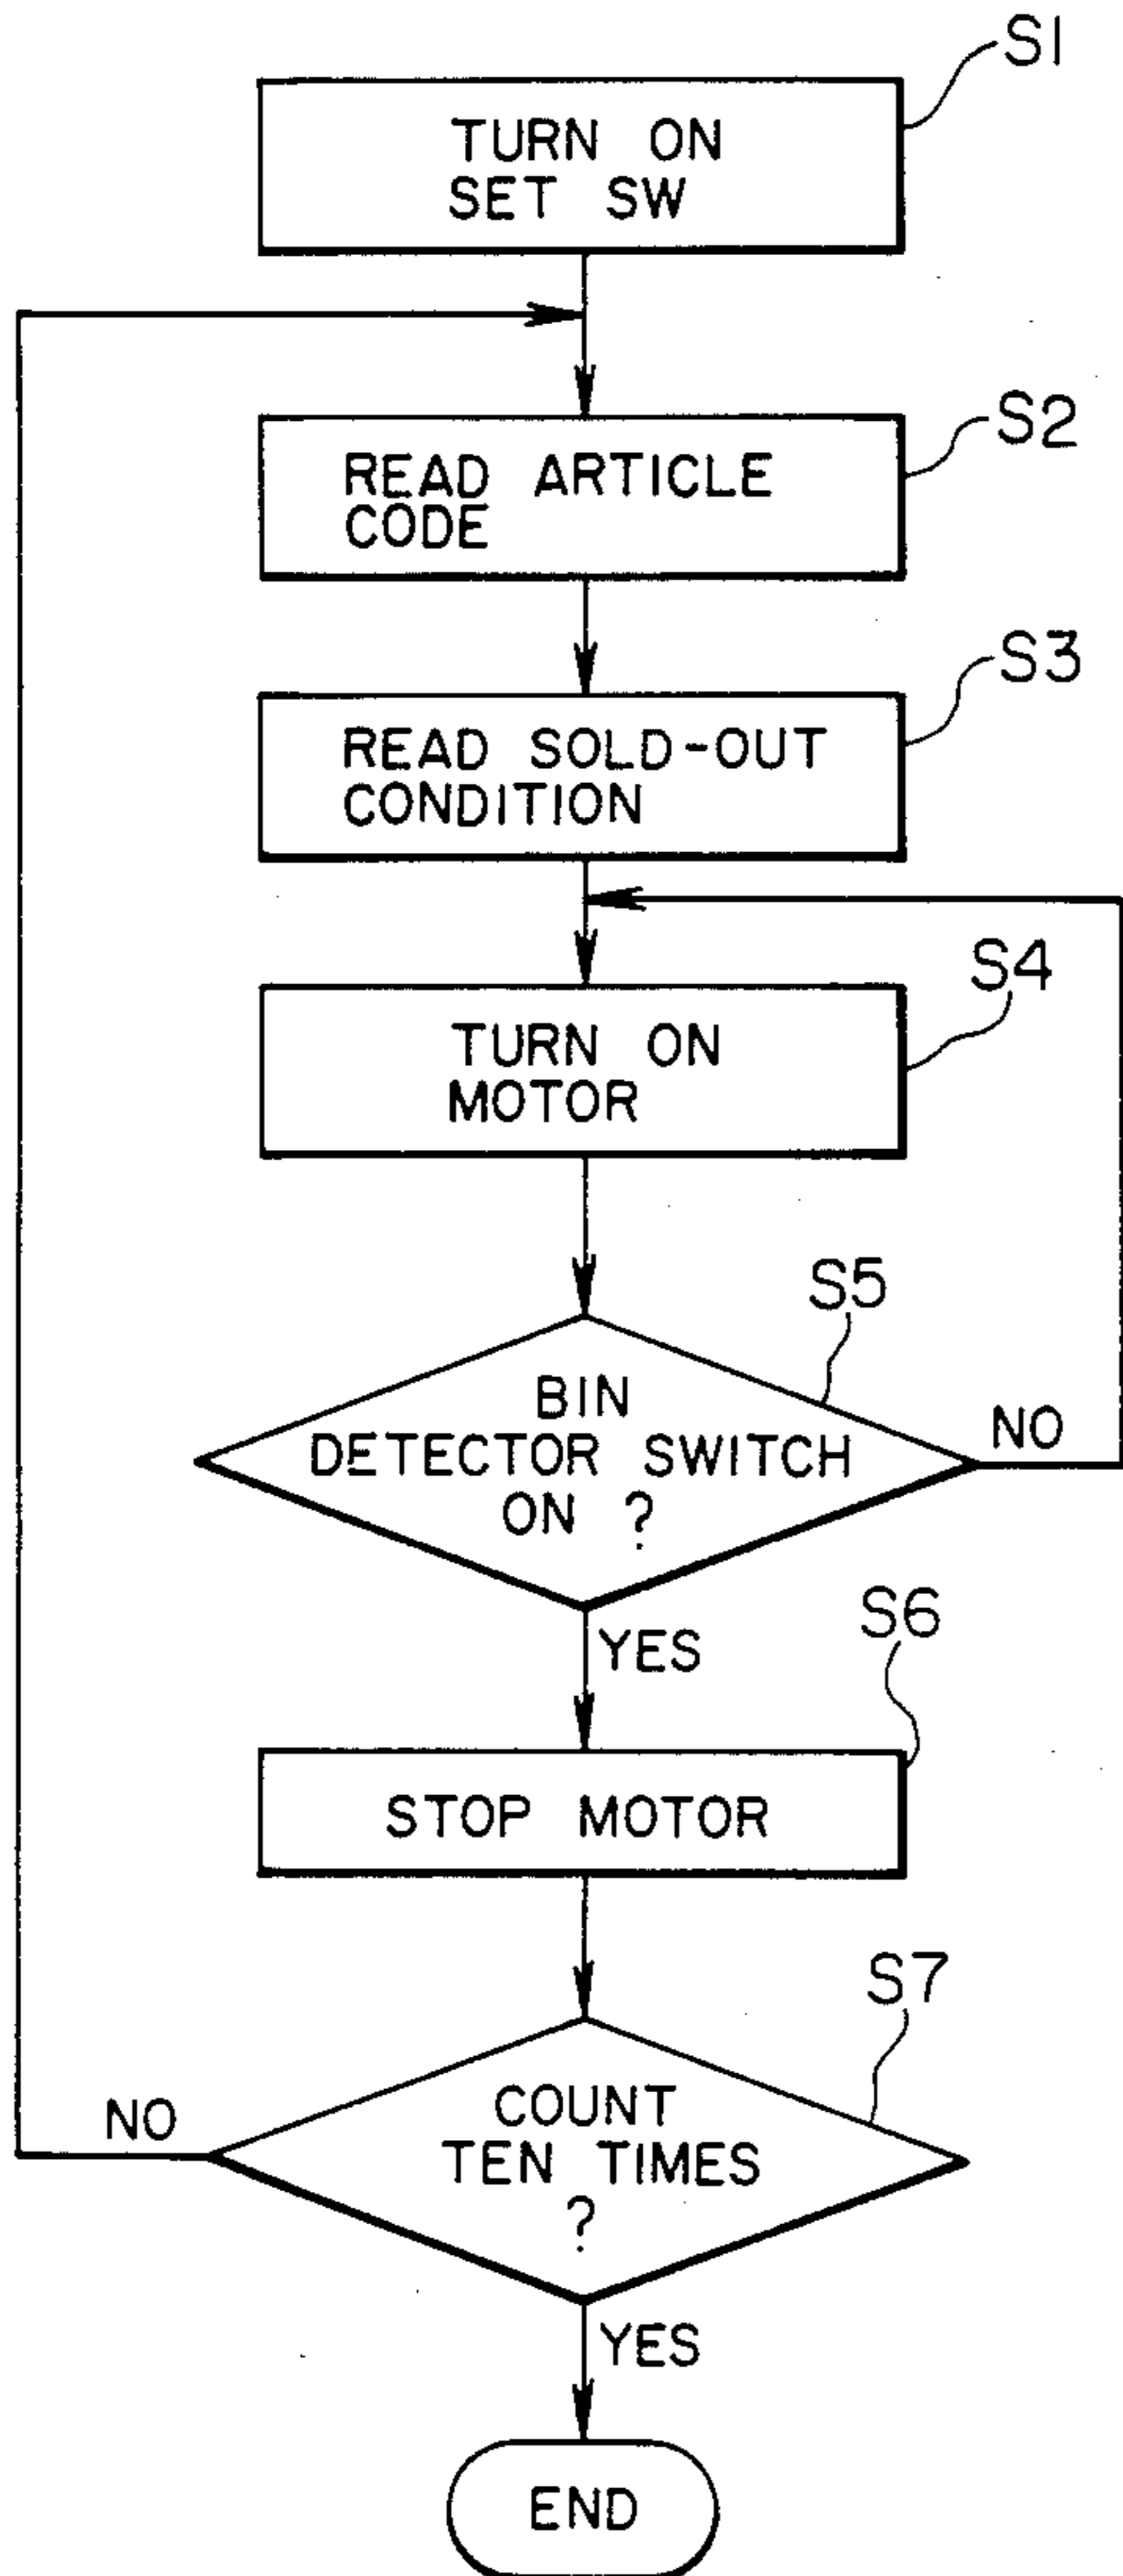 S1
TURN ON
SET SW
S2
READ ARTICLE
CODE
S3
READ SOLD-OUT
CONDITION
S4
TURN ON
MOTOR
S5
BIN
DETECTOR SWITCH
ON ?
NO
YES
S6
STOP MOTOR
S7
COUNT
TEN TIMES
?
NO
YES
END